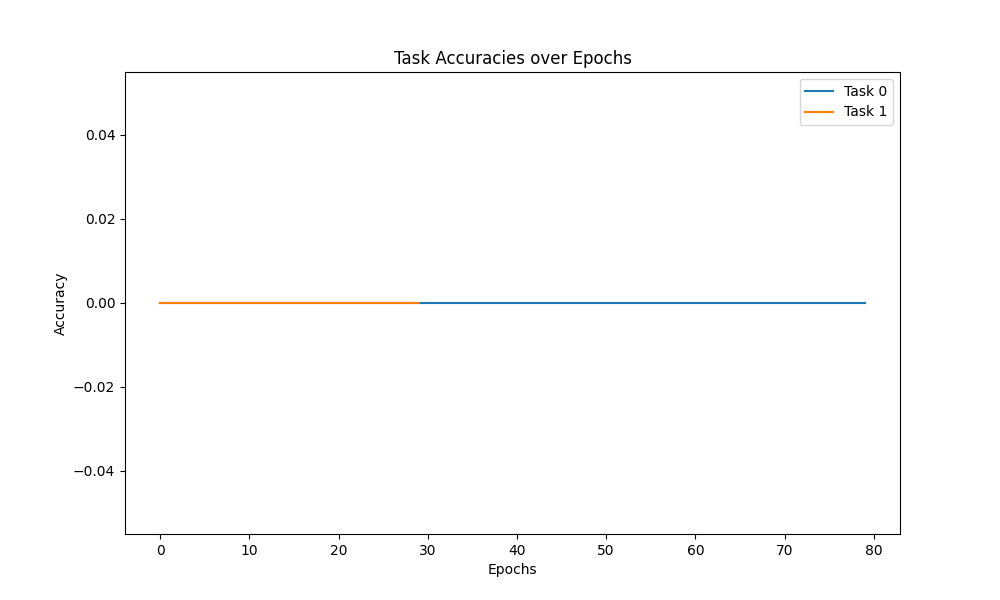 Task Accuracies over Epochs
Task 0
Task 1
0.04
0.02
0.00
−0.02
−0.04
Accuracy
0 10 20 30 40 50 60 70 80
Epochs